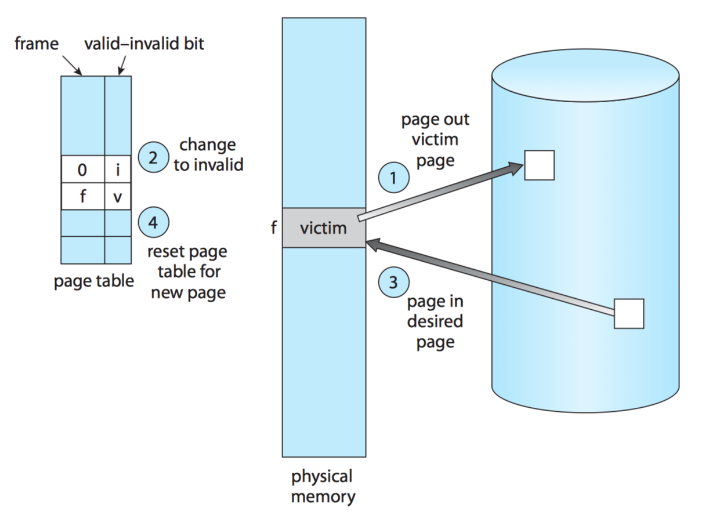 frame
valid–invalid bit
0
i
f
v
page table
2
change
to invalid
4
reset page
table for
new page
f
victim
physical
memory
1
page out
victim
page
3
page in
desired
page